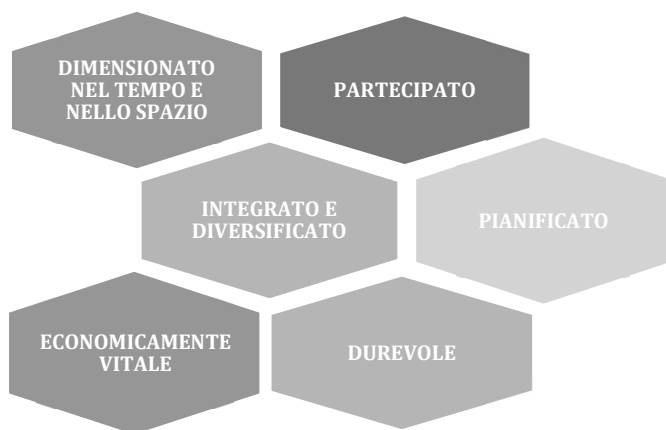 DIMENSIONATO
NEL TEMPO E
NELLO SPAZIO
PARTECIPATO
INTEGRATO E
DIVERSIFICATO
PIANIFICATO
ECONOMICAMENTE
VITALE
DUREVOLE